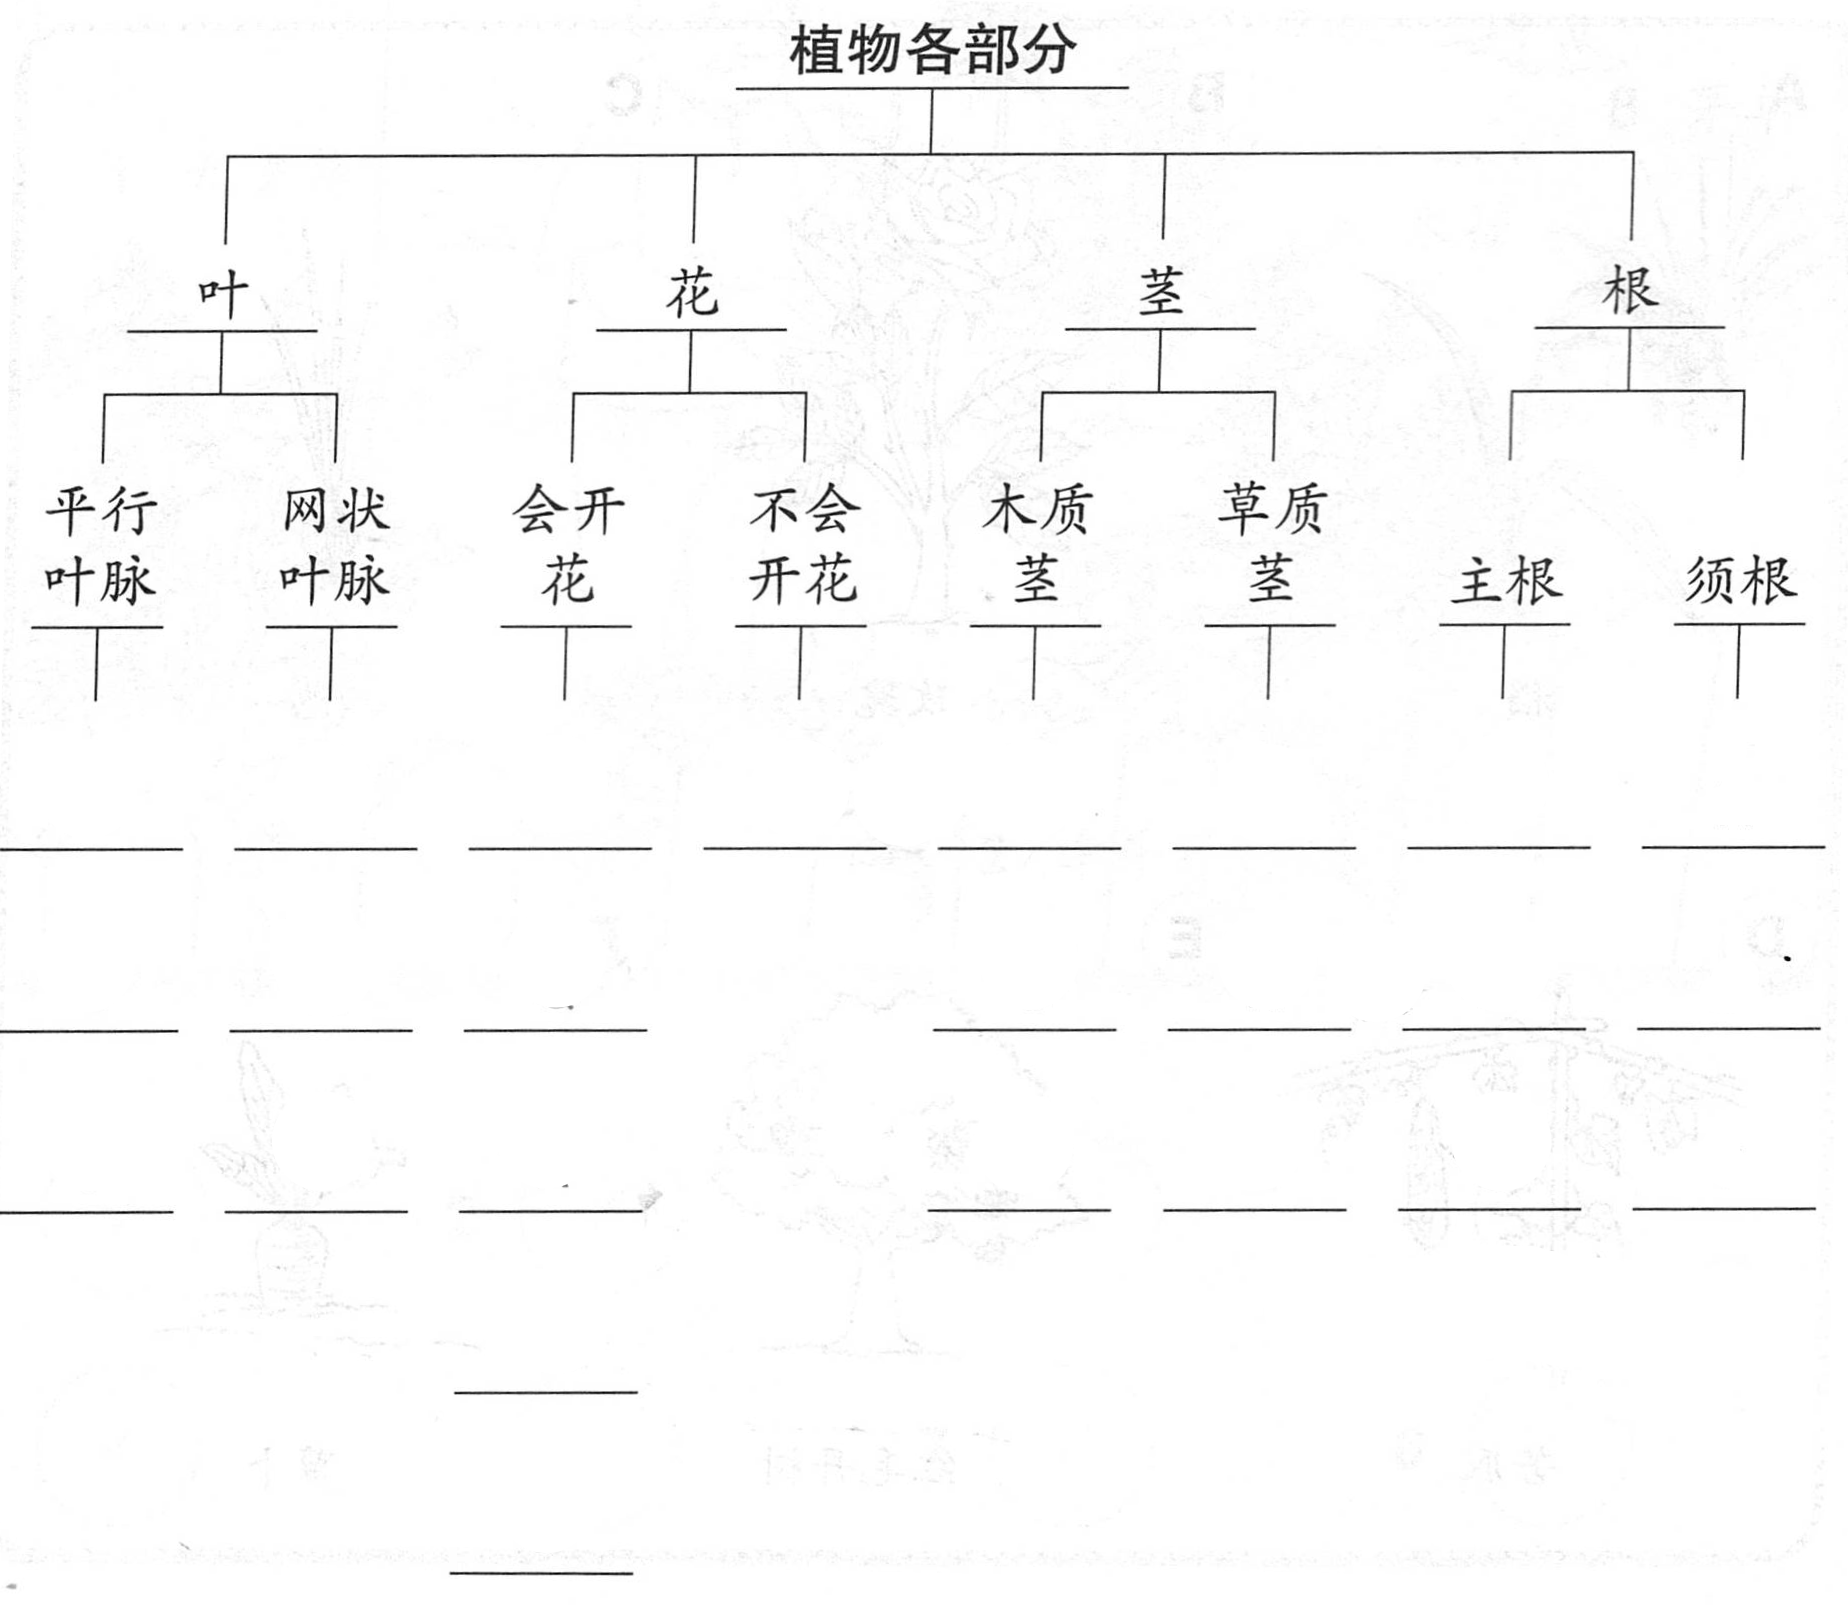 植物各部分
叶
花
茎
根
平行
叶脉
网状
叶脉
会开
花
不会
开花
木质
茎
草质
茎
主根
须根